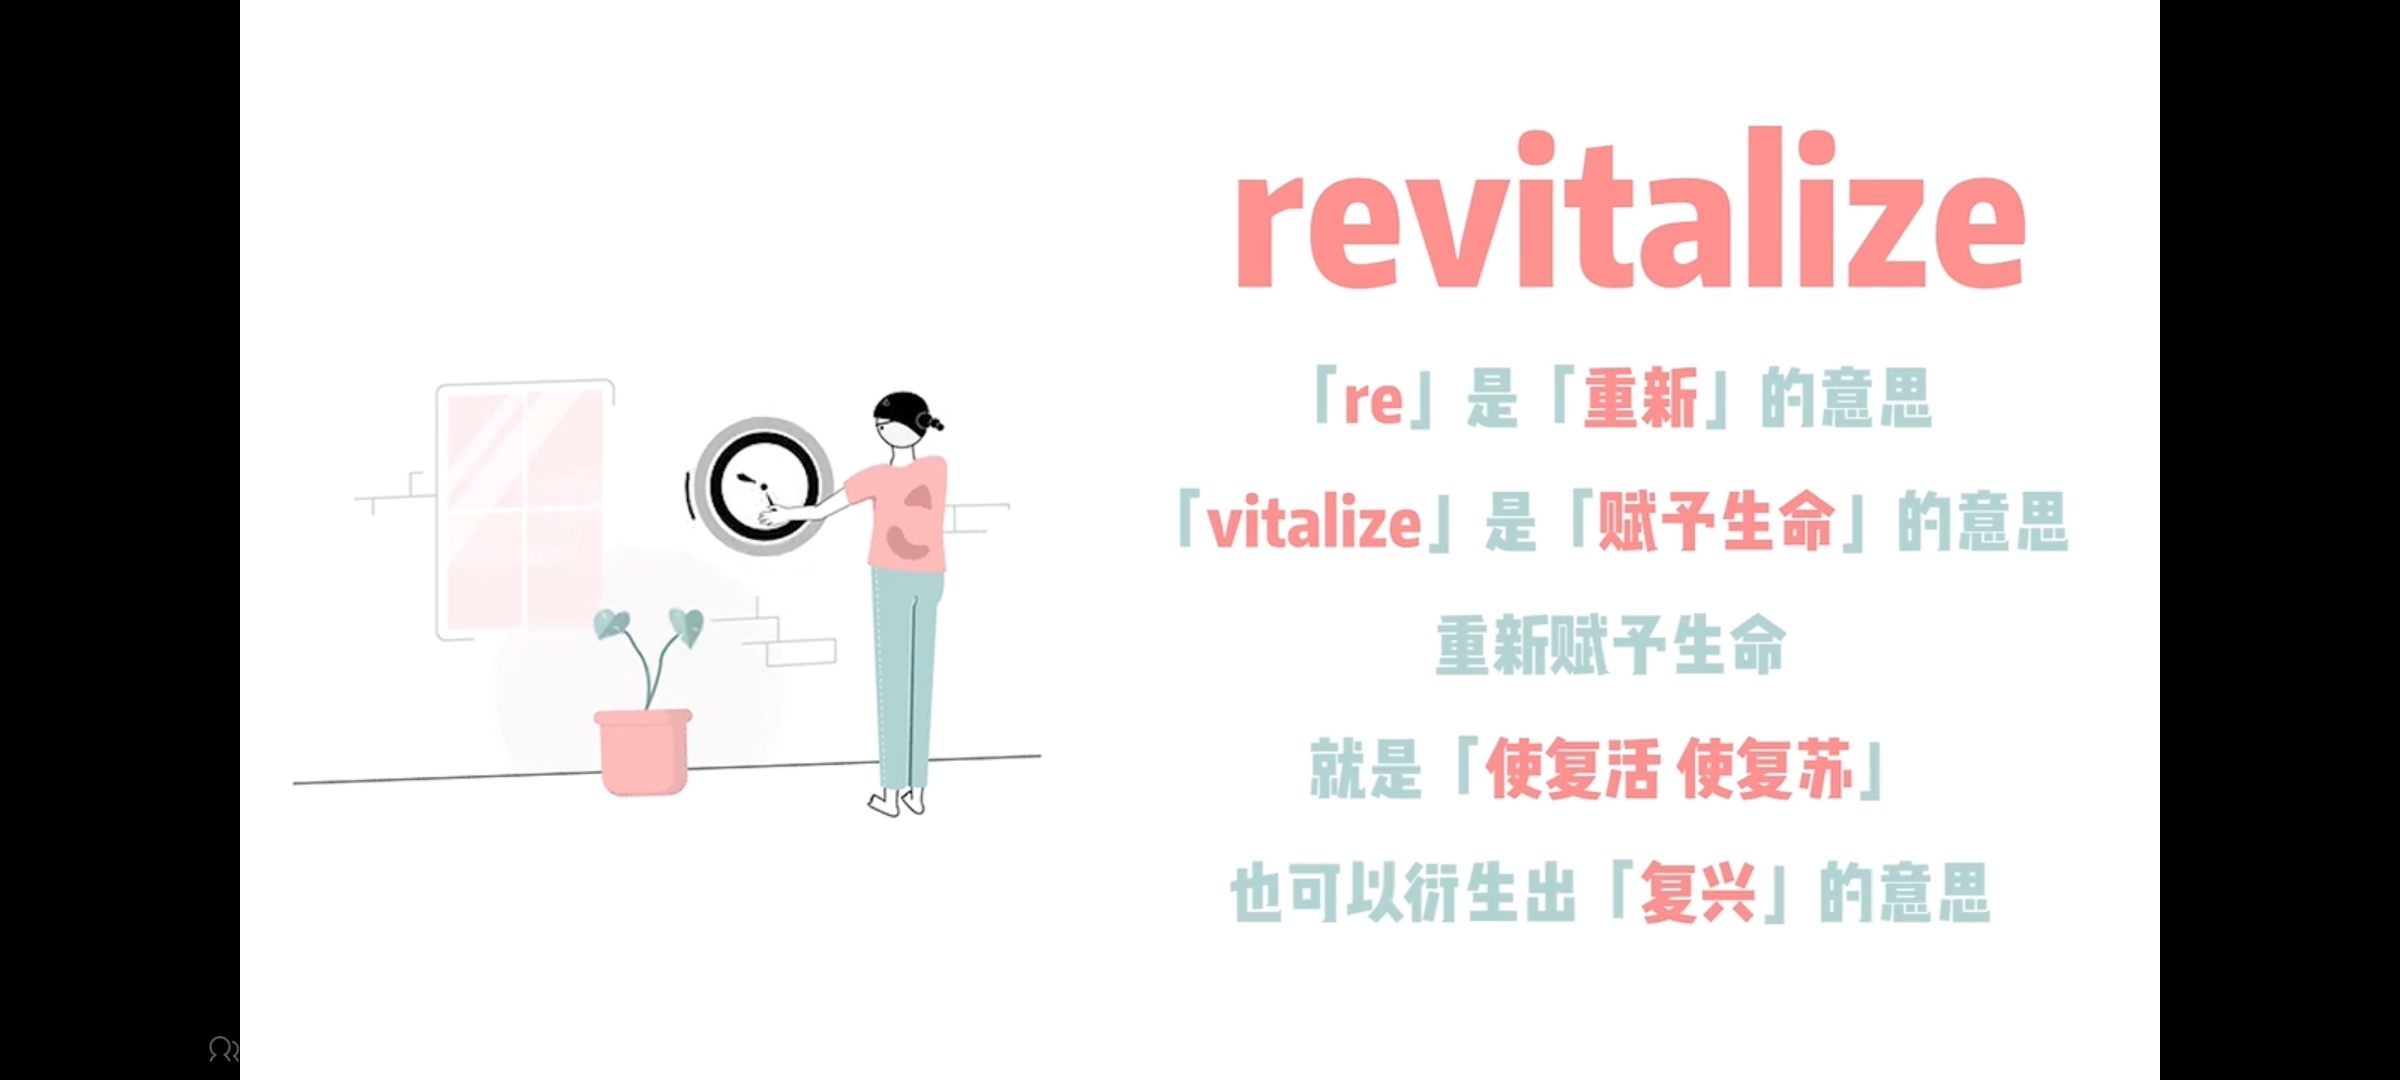 revitalize
「re」是「重新」的意思
「vitalize」是「赋予生命」的意思
重新赋予生命
就是「使复活 使复苏」
也可以衍生出「复兴」的意思